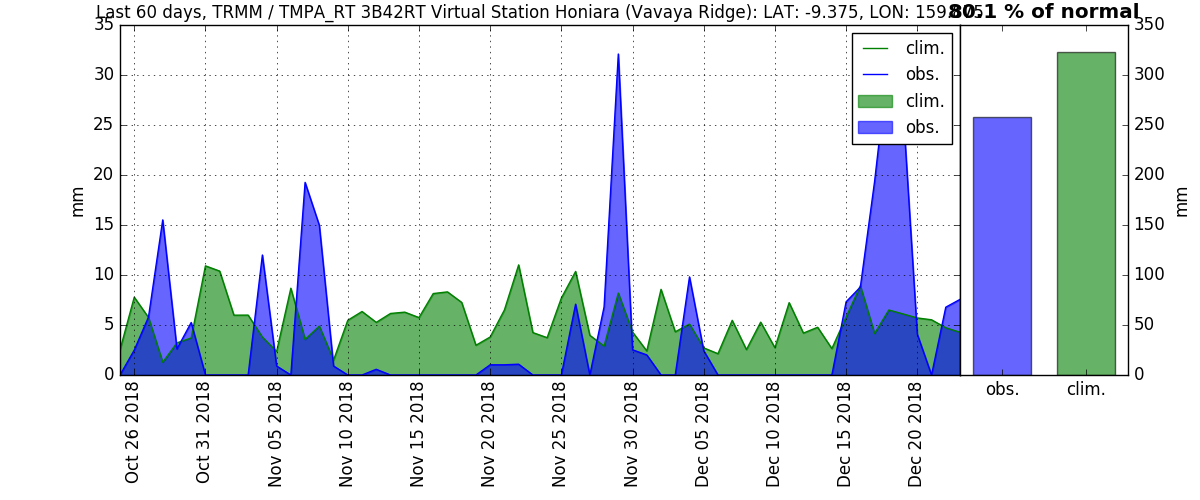 Last 60 days, TRMM / TMPA_RT 3B42RT Virtual Station Honiara (Vavaya Ridge): LAT: -9.375, LON:
80.1 % of normal
35
30
25
20
15
10
5
0
mm
clim.
obs.
clim.
obs.
350
300
250
200
150
100
50
0
mm
obs.
clim.
Oct 26 2018
Oct 31 2018
Nov 05 2018
Nov 10 2018
Nov 15 2018
Nov 20 2018
Nov 25 2018
Nov 30 2018
Dec 05 2018
Dec 10 2018
Dec 15 2018
Dec 20 2018